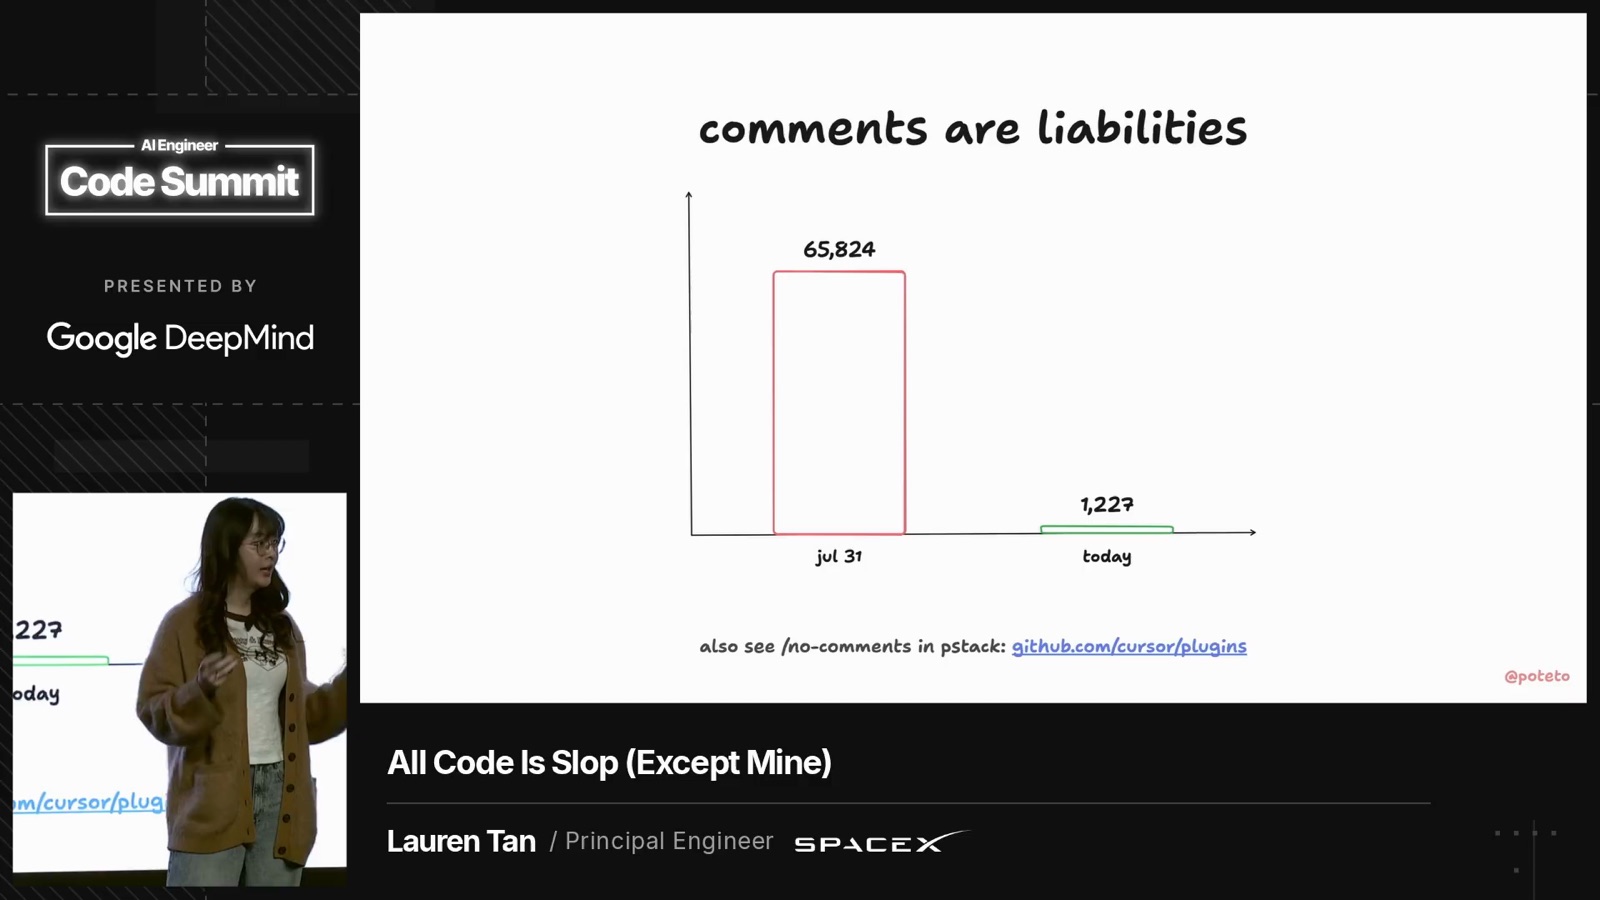 AI Engineer
Code Summit
PRESENTED BY
Google DeepMind
comments are liabilities
65,824
1,227
jul 31
today
also see /no-comments in pstack: github.com/cursor/plugins
@poteto
227
oday
om/cursor/plug
All Code Is Slop (Except Mine)
Lauren Tan / Principal Engineer SPACEX